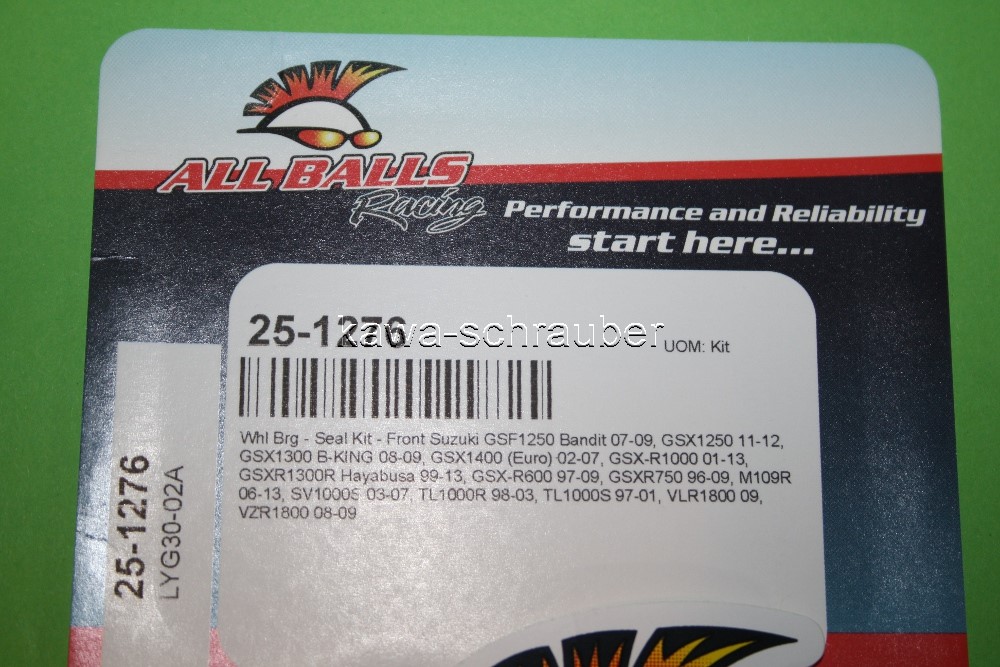 ALL BALLS
Racing
Performance and Reliability
start here...
25-1276
kawa-schrauber
UOM: Kit
Whl Brg - Seal Kit - Front Suzuki GSF1250 Bandit 07-09, GSX1250 11-12,
GSX1300 B-KING 08-09, GSX1400 (Euro) 02-07, GSX-R1000 01-13,
GSXR1300R Hayabusa 99-13, GSX-R600 97-09, GSXR750 96-09, M109R
06-13, SV1000S 03-07, TL1000R 98-03, TL1000S 97-01, VLR1800 09,
VZR1800 08-09
25-1276
LYG30-02A